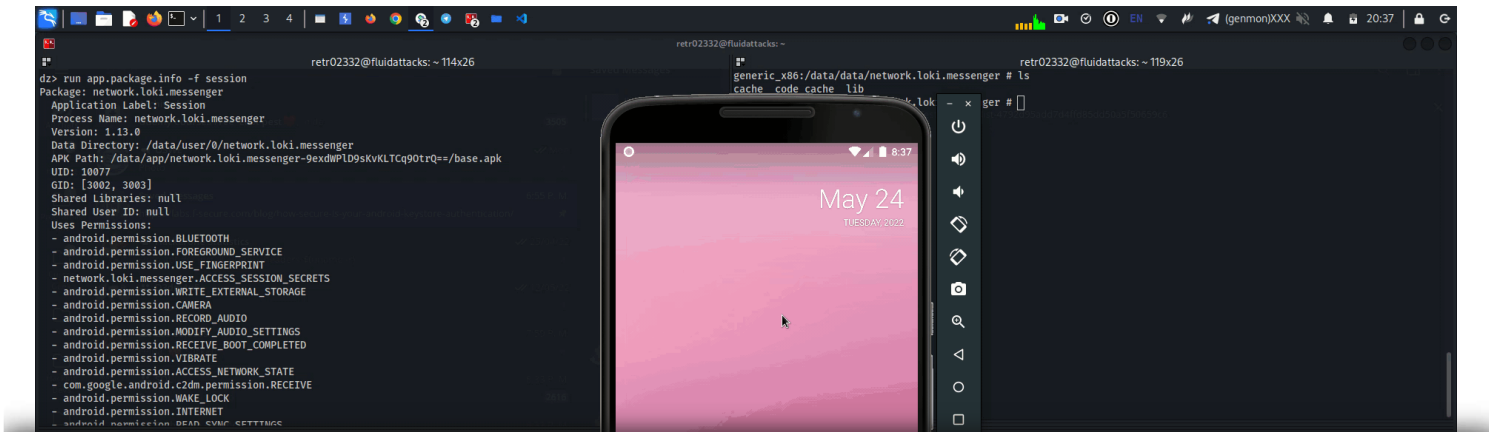 1 2 3 4
EN
(genmon)XXX
20:37
retr02332@fluidattacks: ~
retr02332@fluidattacks: ~ 114x26
dz> run app.package.info -f session
Package: network.loki.messenger
Application Label: Session
Process Name: network.loki.messenger
Version: 1.13.0
Data Directory: /data/user/0/network.loki.messenger
APK Path: /data/app/network.loki.messenger-9exdWPlD9sKvKLTCq9OtrQ==/base.apk
UID: 10077
GID: [3002, 3003]
Shared Libraries: null
Shared User ID: null
Uses Permissions:
- android.permission.BLUETOOTH
- android.permission.FOREGROUND_SERVICE
- android.permission.USE_FINGERPRINT
- network.loki.messenger.ACCESS_SESSION_SECRETS
- android.permission.WRITE_EXTERNAL_STORAGE
- android.permission.CAMERA
- android.permission.RECORD_AUDIO
- android.permission.MODIFY_AUDIO_SETTINGS
- android.permission.RECEIVE_BOOT_COMPLETED
- android.permission.VIBRATE
- android.permission.ACCESS_NETWORK_STATE
- com.google.android.c2dm.permission.RECEIVE
- android.permission.WAKE_LOCK
- android.permission.INTERNET
- android.permission.READ_SYNC_SETTINGS
retr02332@fluidattacks: ~ 119x26
generic_x86:/data/data/network.loki.messenger # ls
cache code_cache lib
ger #
8:37
May 24
TUESDAY, 2022